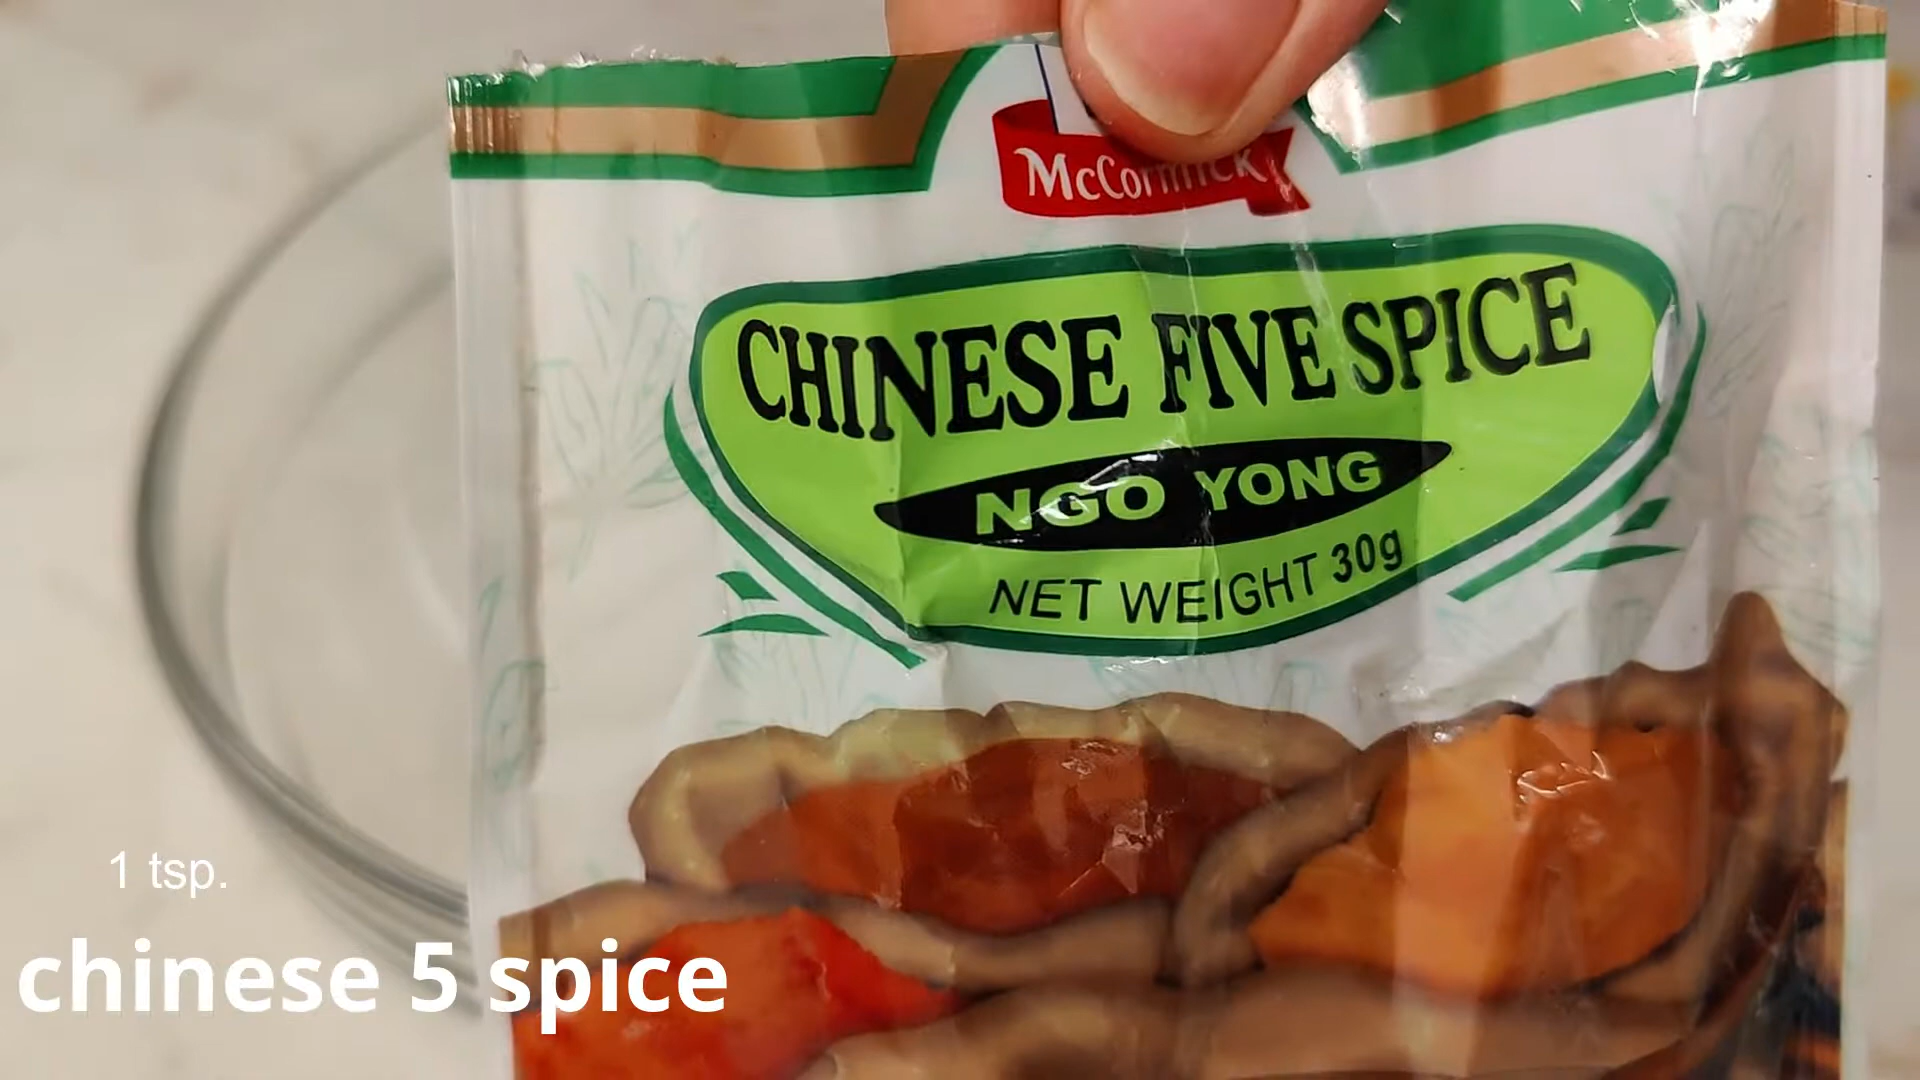 McCormick
CHINESE FIVE SPICE
NGO YONG
NET WEIGHT 30g
1 tsp.
chinese 5 spice